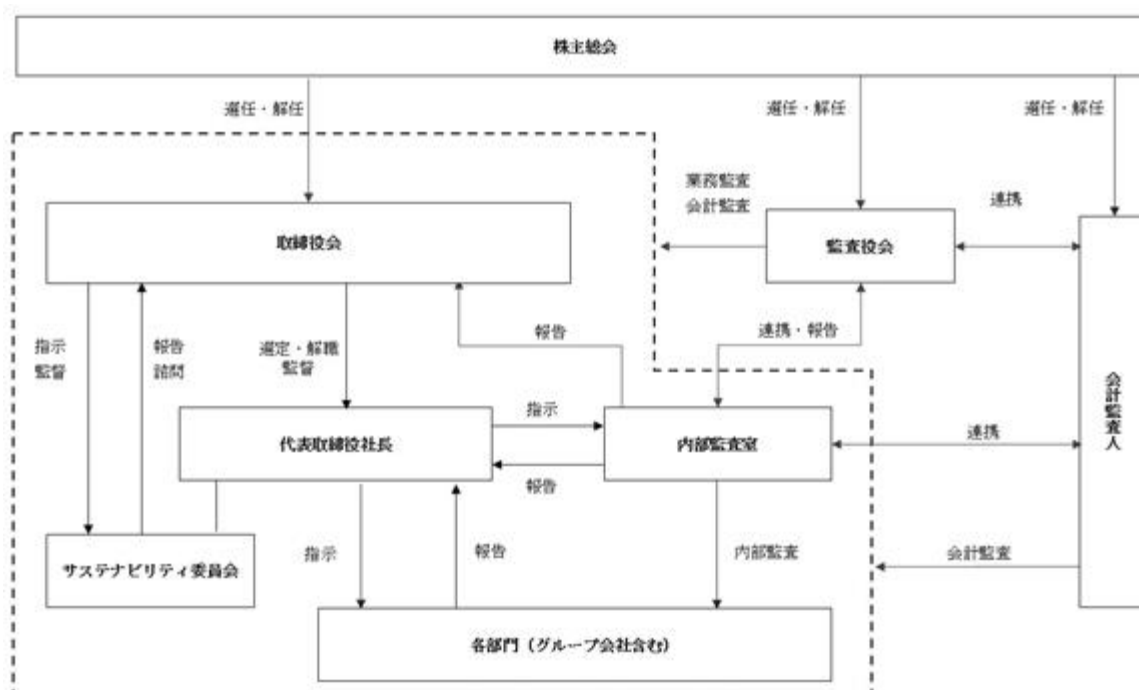 株主総会
選任・解任
選任・解任
選任・解任
業務監査
会計監査
連携
取締役会
監査役会
指示
監督
報告
諮問
選定・解職
監督
報告
連携・報告
会計監査人
指示
代表取締役社長
内部監査室
連携
報告
サステナビリティ委員会
指示
報告
内部監査
会計監査
各部門（グループ会社含む）